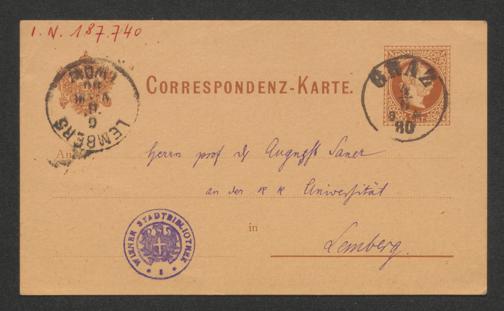 I. N. 187.740
CORRESPONDENZ-KARTE.
GRAZ
80
LEMBERG
An
Herrn prof dr August Sauer
an der k k Universität
in
Lemberg.
WIENER STADTBIBLIOTHEK